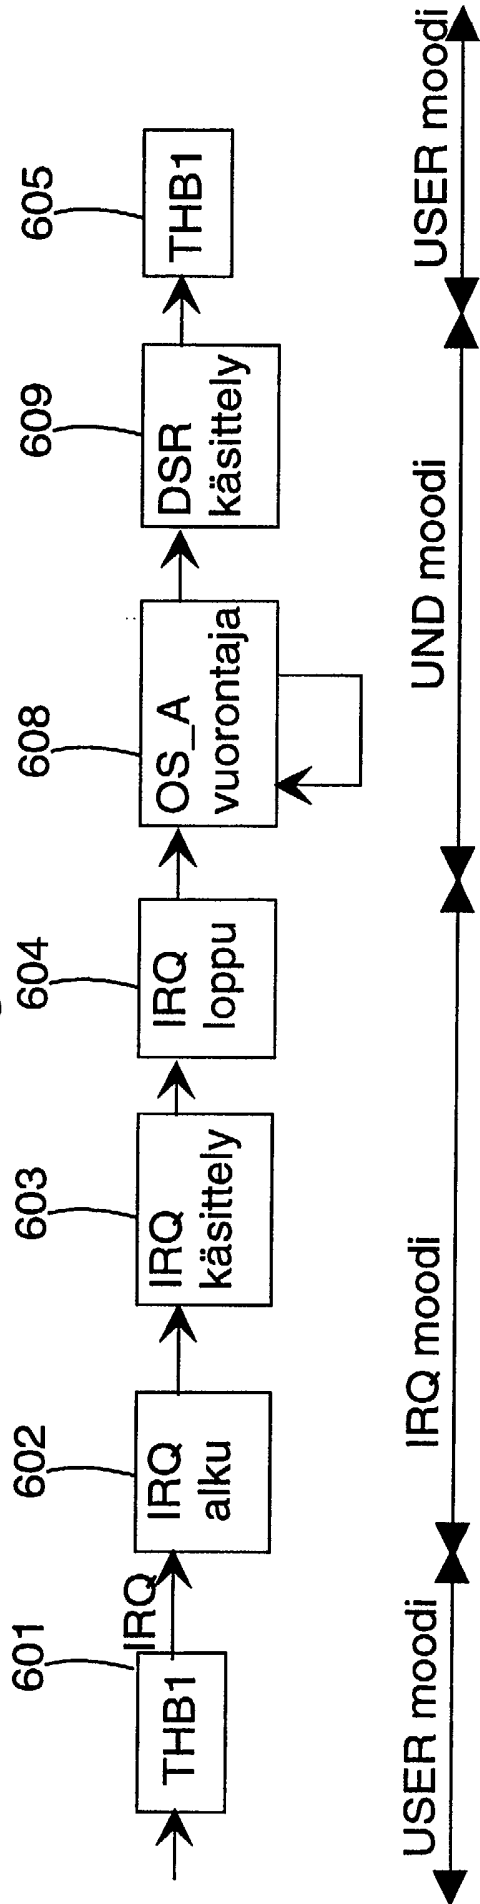 601
602
603
604
608
609
605
THB1
IRQ
IRQ
alku
IRQ
käsittely
IRQ
loppu
OS_A
vuorontaja
DSR
käsittely
THB1
USER moodi
IRQ moodi
UND moodi
USER moodi